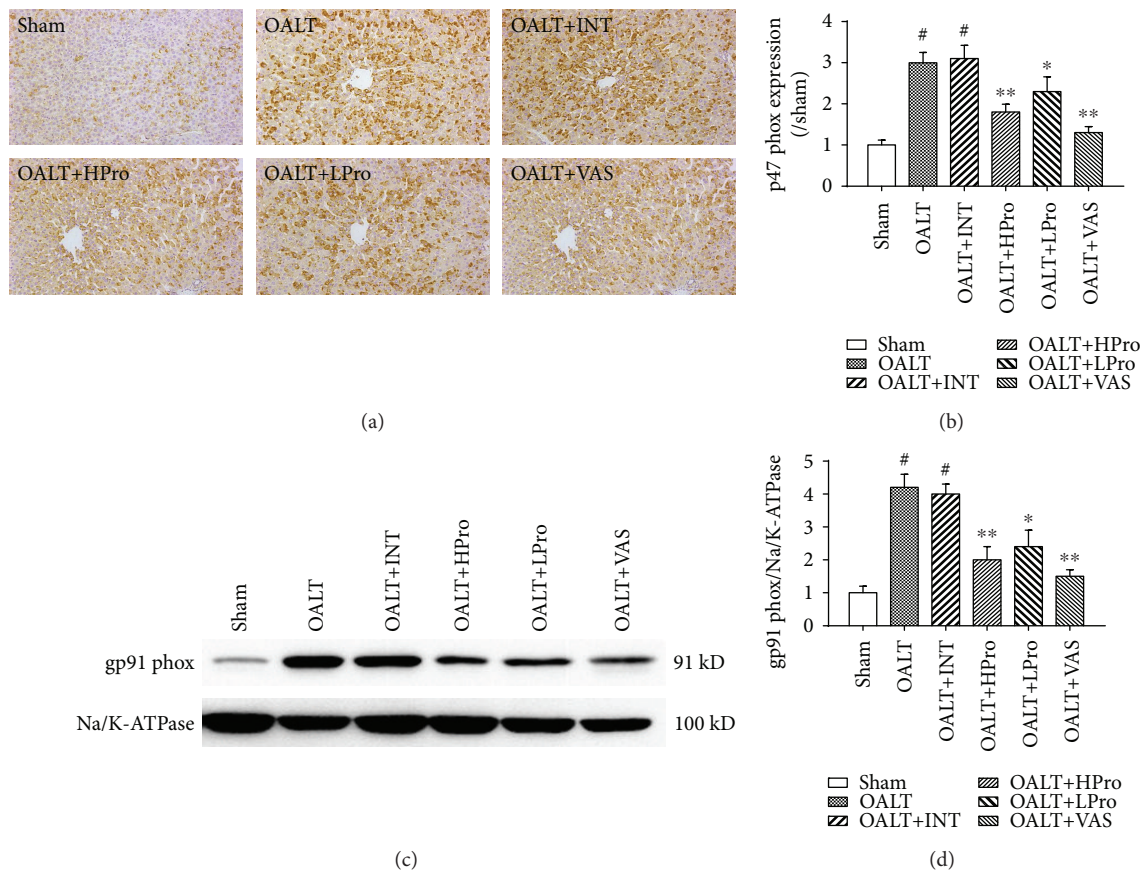 Sham
OALT
OALT+INT
OALT+HPro
OALT+LPro
OALT+VAS
(a)
p47 phox expression
(/sham)
4
3
2
1
0
#
#
**
*
**
Sham
OALT
OALT+INT
OALT+HPro
OALT+LPro
OALT+VAS
Sham
OALT
OALT+INT
OALT+HPro
OALT+LPro
OALT+VAS
(b)
Sham
OALT
OALT+INT
OALT+HPro
OALT+LPro
OALT+VAS
gp91 phox
91 kD
Na/K-ATPase
100 kD
(c)
gp91 phox/Na/K-ATPase
5
4
3
2
1
0
#
#
**
*
**
Sham
OALT
OALT+INT
OALT+HPro
OALT+LPro
OALT+VAS
Sham
OALT
OALT+INT
OALT+HPro
OALT+LPro
OALT+VAS
(d)